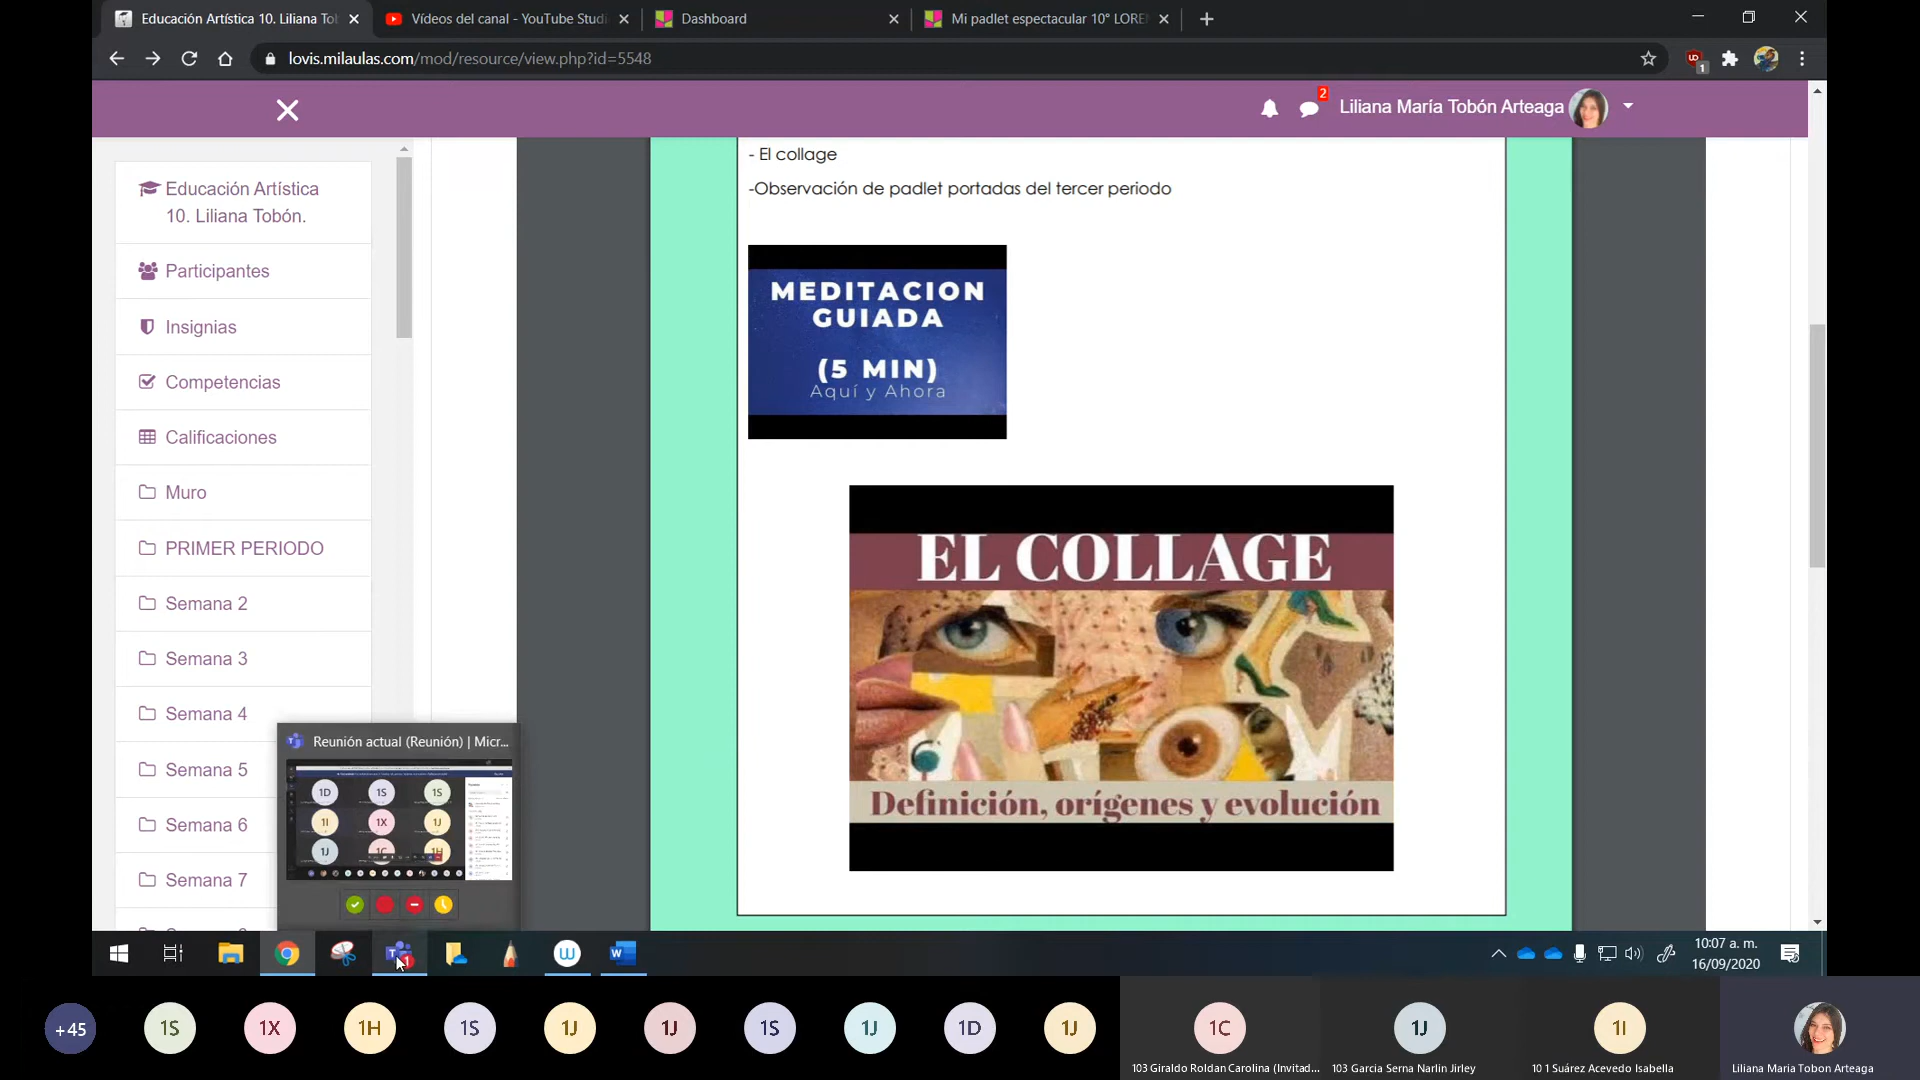 Educación Artística 10. Liliana Tob
Vídeos del canal - YouTube Studi
Dashboard
Mi padlet espectacular 10° LORE
lovis.milaulas.com/mod/resource/view.php?id=5548
1
2
Liliana María Tobón Arteaga
Educación Artística
10. Liliana Tobón.
Participantes
Insignias
Competencias
Calificaciones
Muro
PRIMER PERIODO
Semana 2
Semana 3
Semana 4
Semana 5
Semana 6
Semana 7
- El collage
-Observación de padlet portadas del tercer periodo
MEDITACION
GUIADA
(5 MIN)
Aquí y Ahora
EL COLLAGE
Definición, orígenes y evolución
Reunión actual (Reunión) | Micr...
1D 1S 1S
1I 1X 1J
1J 1C 1H
10:07 a. m.
16/09/2020
+45 1S 1X 1H 1S 1J 1J 1S 1J 1D 1J 1C 1J 1I
103 Giraldo Roldan Carolina (Invitad...
103 Garcia Serna Narlin Jirley
10 1 Suárez Acevedo Isabella
Liliana Maria Tobon Arteaga